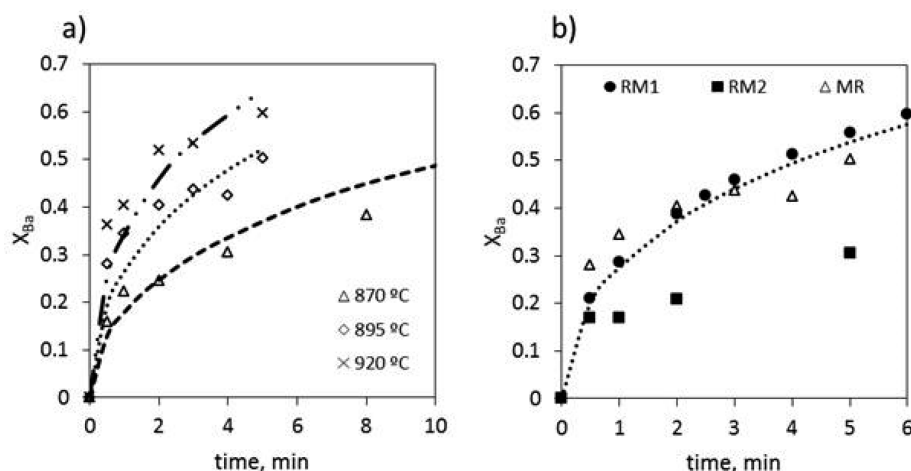 a)
X_Ba
0.7
0.6
0.5
0.4
0.3
0.2
0.1
0
0 2 4 6 8 10
time, min
870 ºC
895 ºC
920 ºC
b)
X_Ba
0.7
0.6
0.5
0.4
0.3
0.2
0.1
0
0 1 2 3 4 5 6
time, min
RM1 RM2 MR